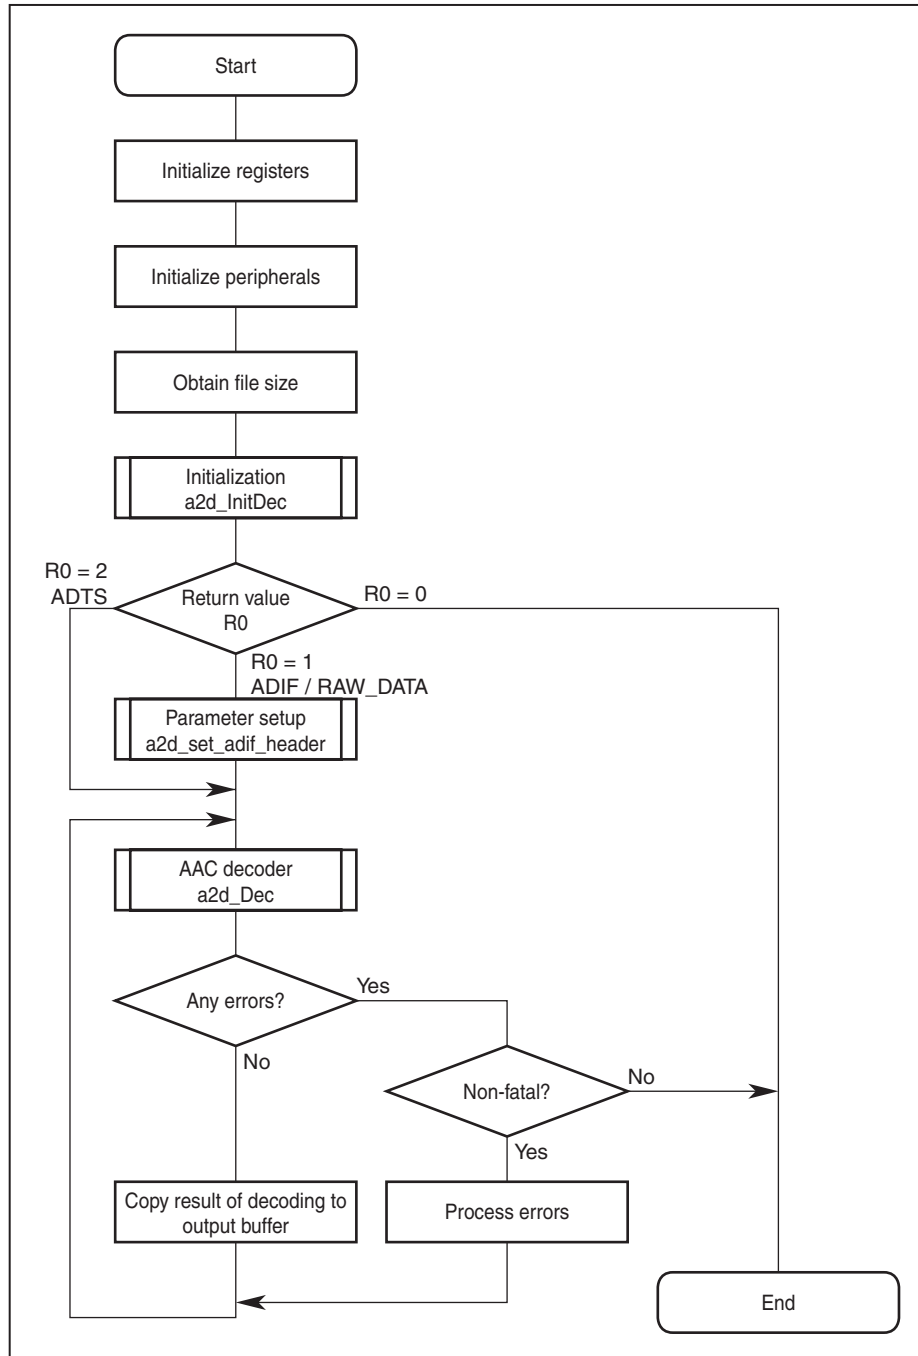 Start
Initialize registers
Initialize peripherals
Obtain file size
Initialization
a2d_InitDec
R0 = 2
ADTS
Return value
R0
R0 = 0
R0 = 1
ADIF / RAW_DATA
Parameter setup
a2d_set_adif_header
AAC decoder
a2d_Dec
Any errors?
Yes
No
Non-fatal?
No
Yes
Copy result of decoding to
output buffer
Process errors
End